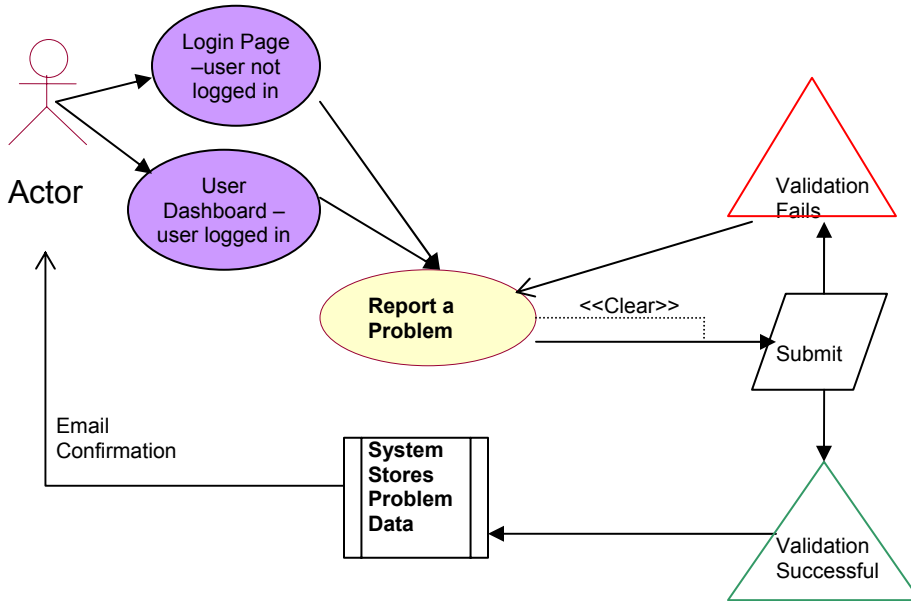 Login Page
–user not
logged in
Actor
User
Dashboard –
user logged in
Validation
Fails
Report a
Problem
<<Clear>>
Submit
Email
Confirmation
System
Stores
Problem
Data
Validation
Successful